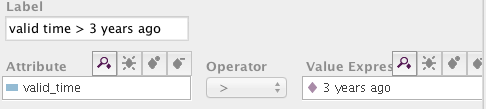 Label
valid time > 3 years ago
Attribute Operator Value Expres
valid_time > 3 years ago